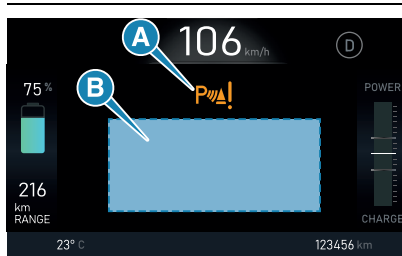 A
106 km/h
D
P!
75 %
B
POWER
216
km
RANGE
CHARGE
23° C
123456 km